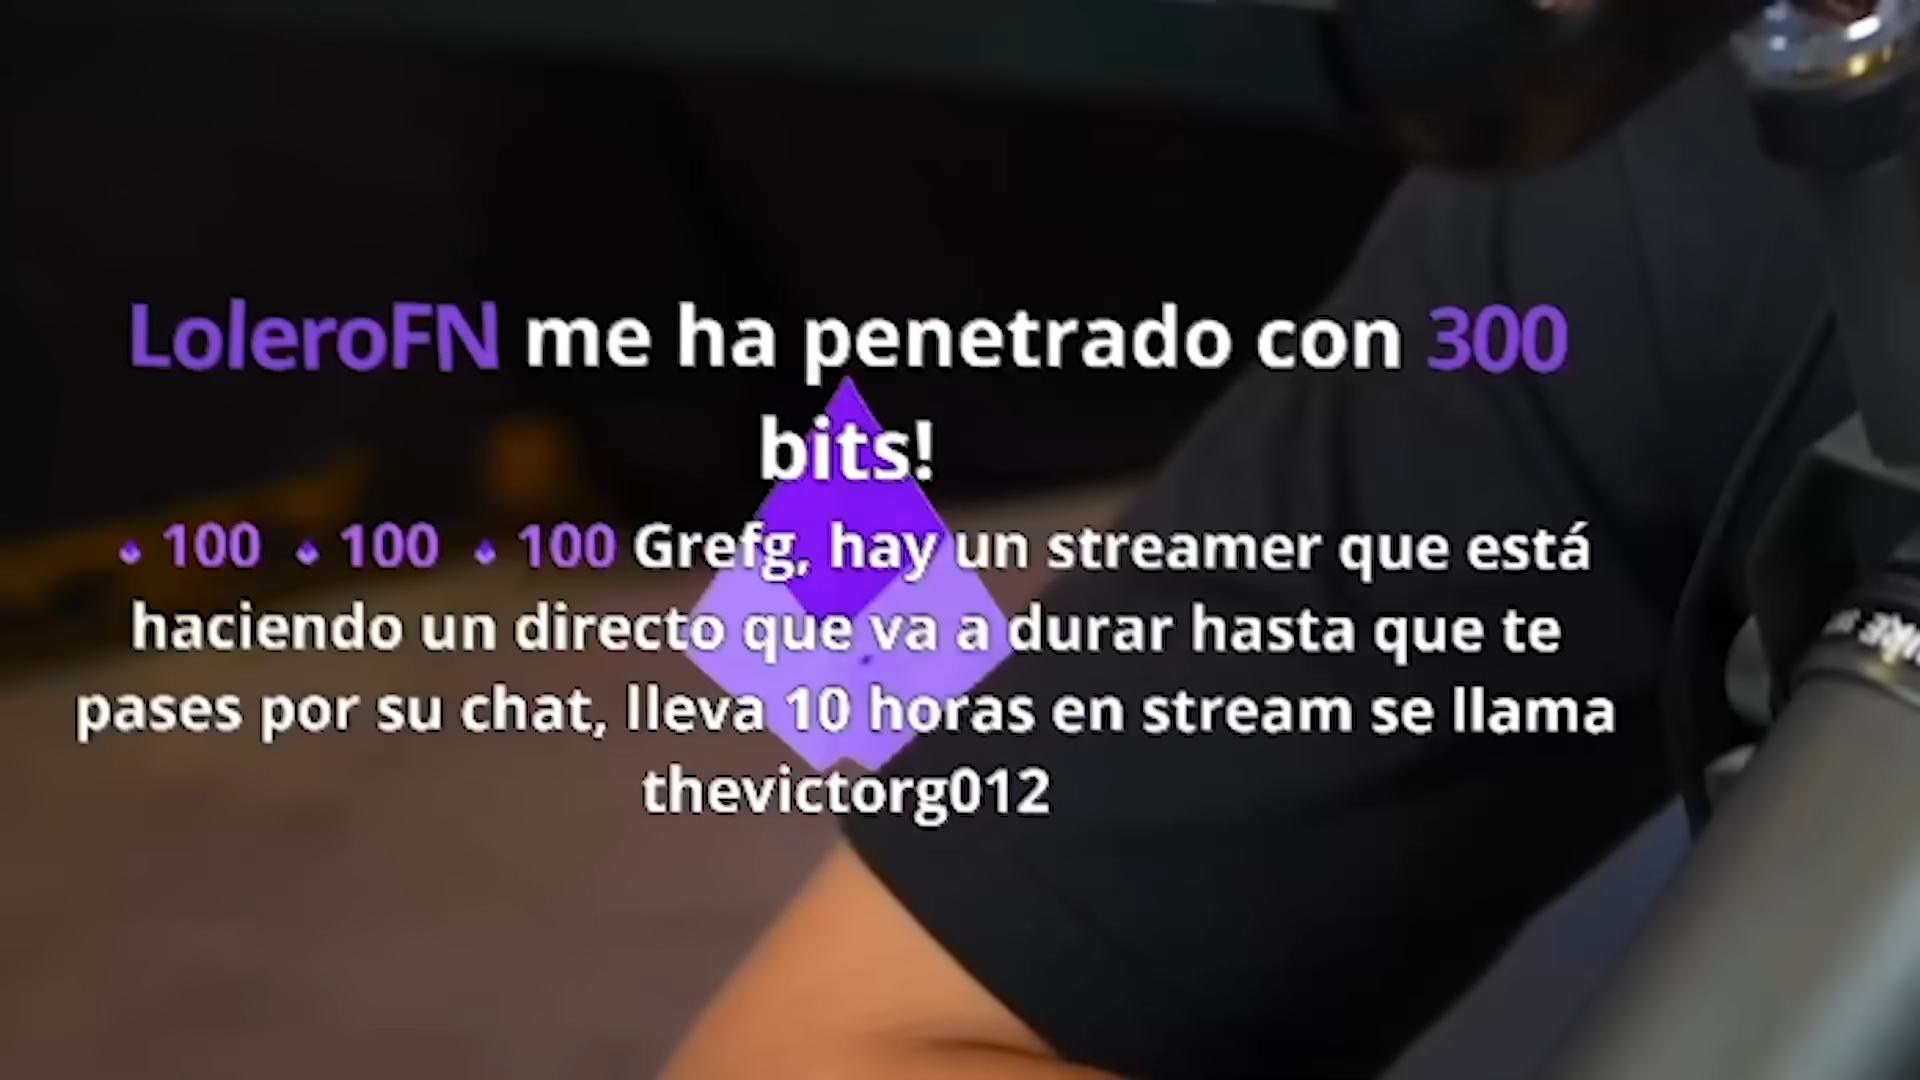 LoleroFN me ha penetrado con 300
bits!
100 100 100 Grefg, hay un streamer que está
haciendo un directo que va a durar hasta que te
pases por su chat, lleva 10 horas en stream se llama
thevictorg012